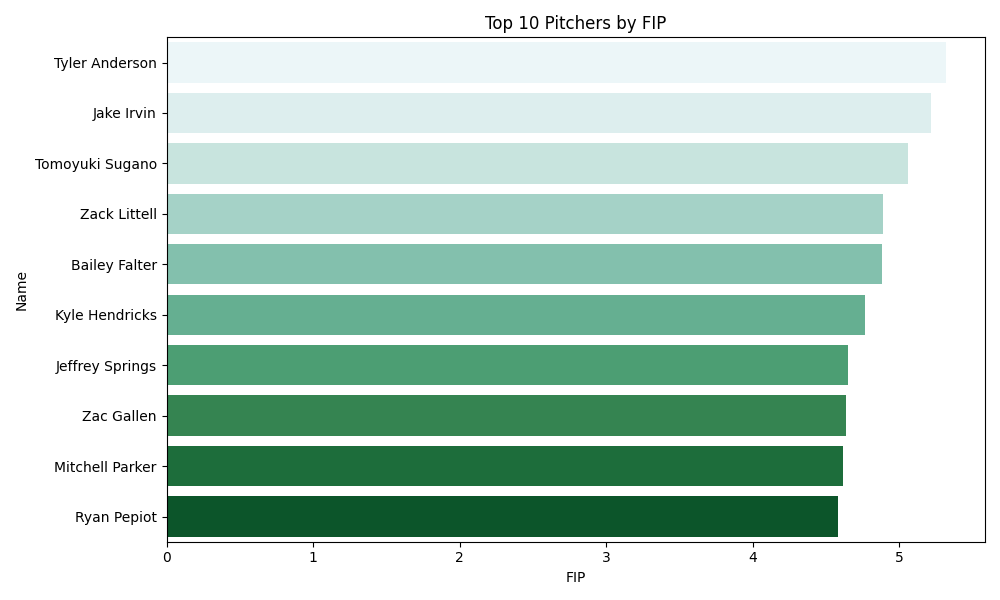 Top 10 Pitchers by FIP
Name
Tyler Anderson
Jake Irvin
Tomoyuki Sugano
Zack Littell
Bailey Falter
Kyle Hendricks
Jeffrey Springs
Zac Gallen
Mitchell Parker
Ryan Pepiot
0 1 2 3 4 5
FIP